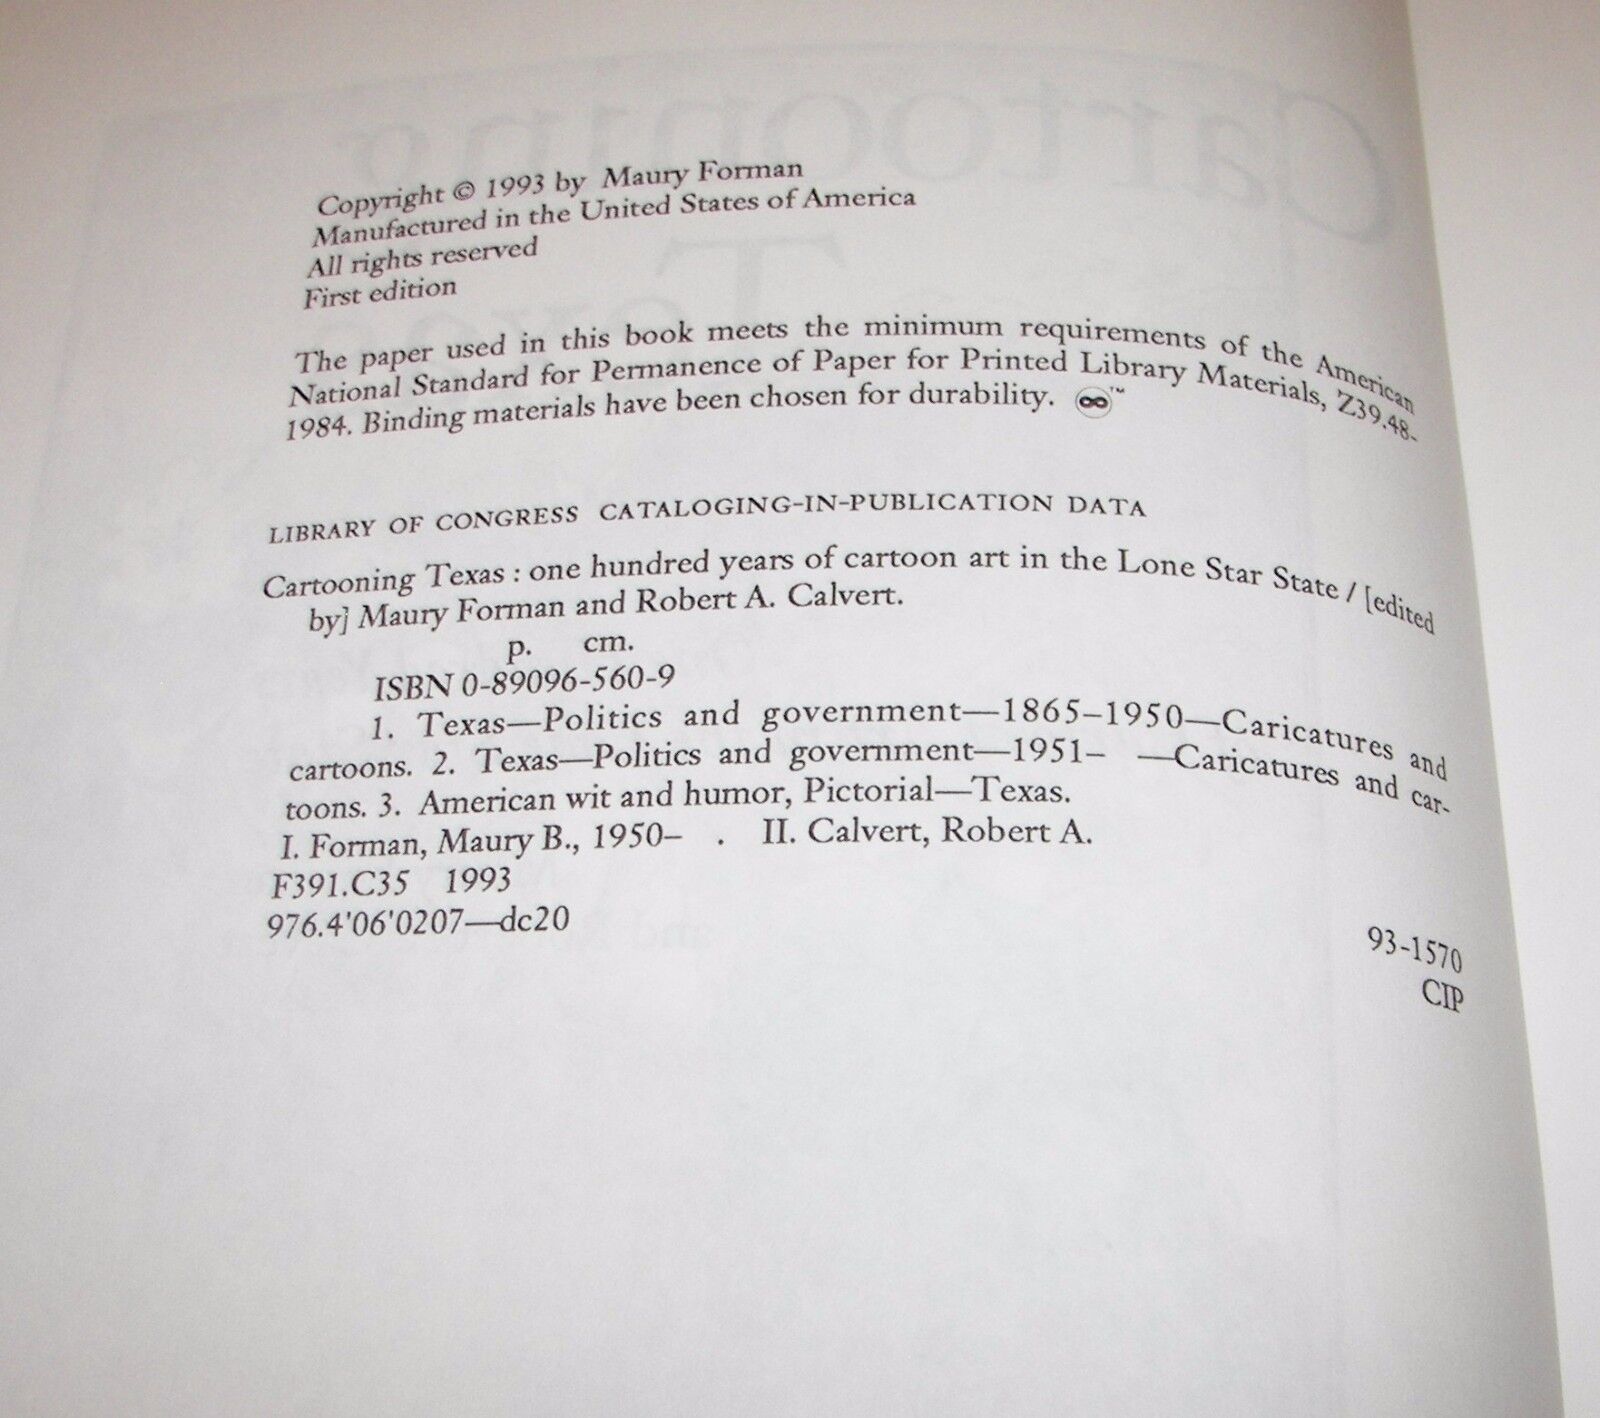 Copyright © 1993 by Maury Forman
Manufactured in the United States of America
All rights reserved
First edition
The paper used in this book meets the minimum requirements of the American
National Standard for Permanence of Paper for Printed Library Materials, Z39.48-
1984. Binding materials have been chosen for durability. ∞™
LIBRARY OF CONGRESS CATALOGING-IN-PUBLICATION DATA
Cartooning Texas : one hundred years of cartoon art in the Lone Star State / [edited
by] Maury Forman and Robert A. Calvert.
p. cm.
ISBN 0-89096-560-9
1. Texas—Politics and government—1865–1950—Caricatures and
cartoons. 2. Texas—Politics and government—1951– —Caricatures and car-
toons. 3. American wit and humor, Pictorial—Texas.
I. Forman, Maury B., 1950– . II. Calvert, Robert A.
F391.C35 1993
976.4'06'0207—dc20
93-1570
CIP